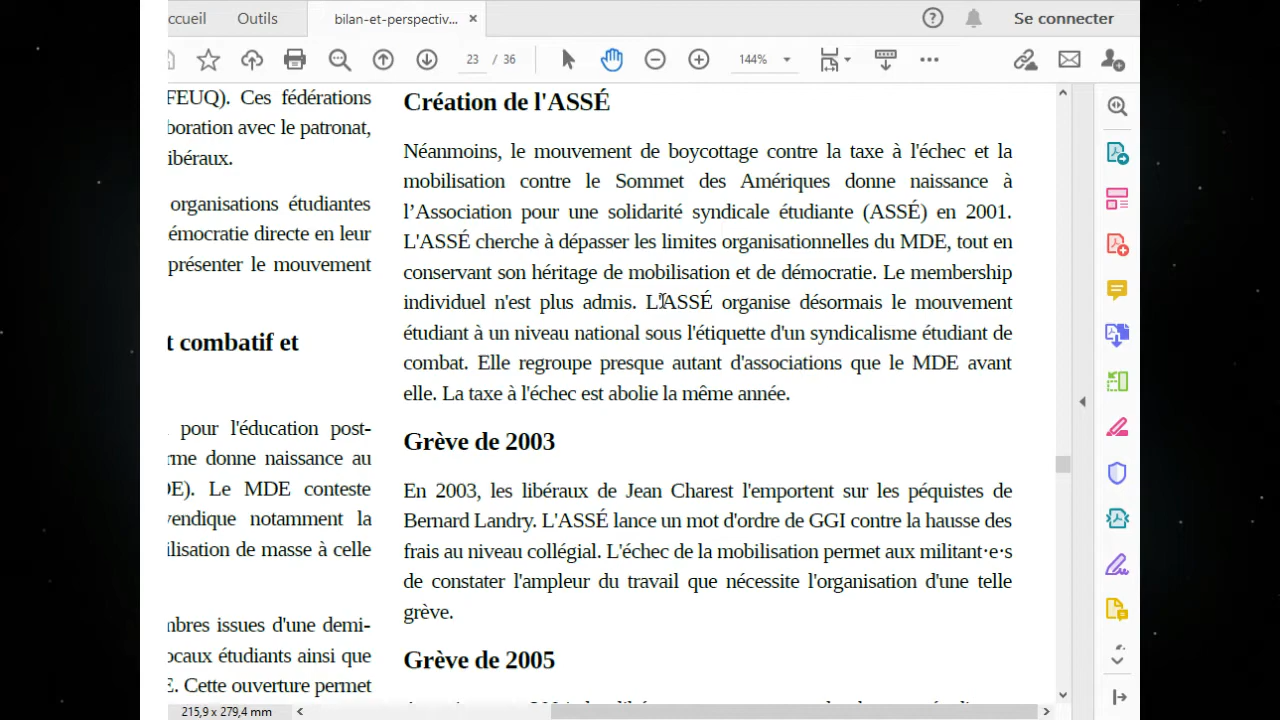 ccueil
Outils
bilan-et-perspectiv... ×
Se connecter
23 / 36
144%
FEUQ). Ces fédérations
boration avec le patronat,
ibéraux.
organisations étudiantes
émocratie directe en leur
présenter le mouvement
t combatif et
pour l'éducation post-
rme donne naissance au
DE). Le MDE conteste
vendique notamment la
ilisation de masse à celle
mbres issues d'une demi-
ocaux étudiants ainsi que
E. Cette ouverture permet
Création de l'ASSÉ
Néanmoins, le mouvement de boycottage contre la taxe à l'échec et la
mobilisation contre le Sommet des Amériques donne naissance à
l’Association pour une solidarité syndicale étudiante (ASSÉ) en 2001.
L'ASSÉ cherche à dépasser les limites organisationnelles du MDE, tout en
conservant son héritage de mobilisation et de démocratie. Le membership
individuel n'est plus admis. L'ASSÉ organise désormais le mouvement
étudiant à un niveau national sous l'étiquette d'un syndicalisme étudiant de
combat. Elle regroupe presque autant d'associations que le MDE avant
elle. La taxe à l'échec est abolie la même année.
Grève de 2003
En 2003, les libéraux de Jean Charest l'emportent sur les péquistes de
Bernard Landry. L'ASSÉ lance un mot d'ordre de GGI contre la hausse des
frais au niveau collégial. L'échec de la mobilisation permet aux militant·e·s
de constater l'ampleur du travail que nécessite l'organisation d'une telle
grève.
Grève de 2005
215,9 x 279,4 mm